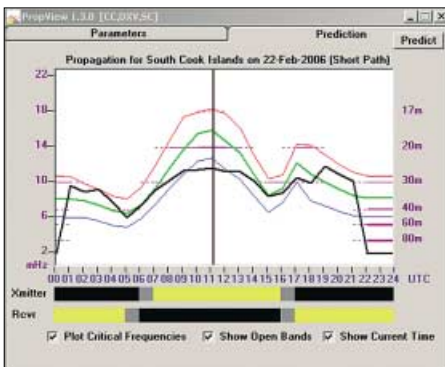 PropView 1.3.0 [CC,DXV,SC]
Parameters Prediction Predict
Propagation for South Cook Islands on 22-Feb-2006 (Short Path)
22
18 17m
14 20m
10 30m
40m
6 60m
80m
2
mHz
00 01 02 03 04 05 06 07 08 09 10 11 12 13 14 15 16 17 18 19 20 21 22 23 24 UTC
Xmitter
Rcvr
Plot Critical Frequencies Show Open Bands Show Current Time